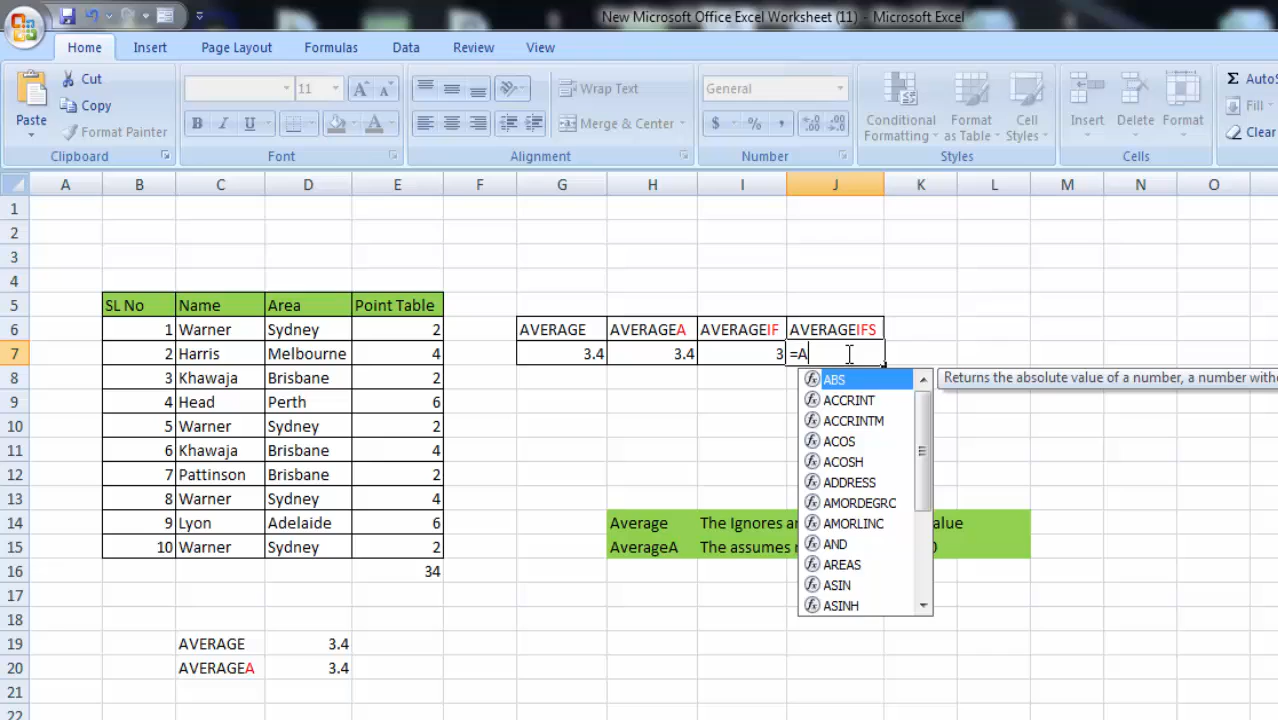 New Microsoft Office Excel Worksheet (11) - Microsoft Excel
Home Insert Page Layout Formulas Data Review View
Paste Cut Copy Format Painter Clipboard
11 B I U Font
Wrap Text Merge & Center Alignment
General $ % , Number
Conditional Formatting Format as Table Cell Styles Styles
Insert Delete Format Cells
Σ Auto Fill Clear
A B C D E F G H I J K L M N O
1
2
3
4
5 SL No Name Area Point Table
6 1 Warner Sydney 2 AVERAGE AVERAGEA AVERAGEIF AVERAGEIFS
7 2 Harris Melbourne 4 3.4 3.4 3 =A
8 3 Khawaja Brisbane 2 ABS Returns the absolute value of a number, a number
9 4 Head Perth 6 ACCRINT
10 5 Warner Sydney 2 ACCRINTM
ACOS
11 6 Khawaja Brisbane 4 ACOSH
12 7 Pattinson Brisbane 2 ADDRESS
13 8 Warner Sydney 4 AMORDEGRC
14 9 Lyon Adelaide 6 Average The Ignores AMORLINC
15 10 Warner Sydney 2 AverageA The assumes AND
16 34 AREAS
17 ASIN
ASINH
18
19 AVERAGE 3.4
20 AVERAGEA 3.4
21
22